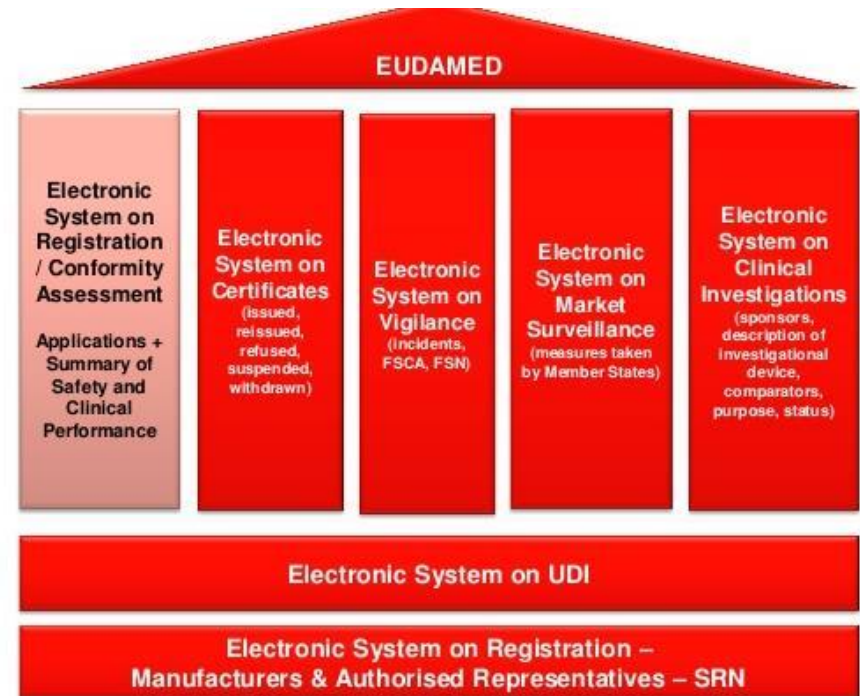 EUDAMED
Electronic
System on
Registration
/ Conformity
Assessment
Applications +
Summary of
Safety and
Clinical
Performance
Electronic
System on
Certificates
(issued,
reissued,
refused,
suspended,
withdrawn)
Electronic
System on
Vigilance
(incidents,
FSCA, FSN)
Electronic
System on
Market
Surveillance
(measures taken
by Member States)
Electronic
System on
Clinical
Investigations
(sponsors,
description of
investigational
device,
comparators,
purpose, status)
Electronic System on UDI
Electronic System on Registration –
Manufacturers & Authorised Representatives – SRN